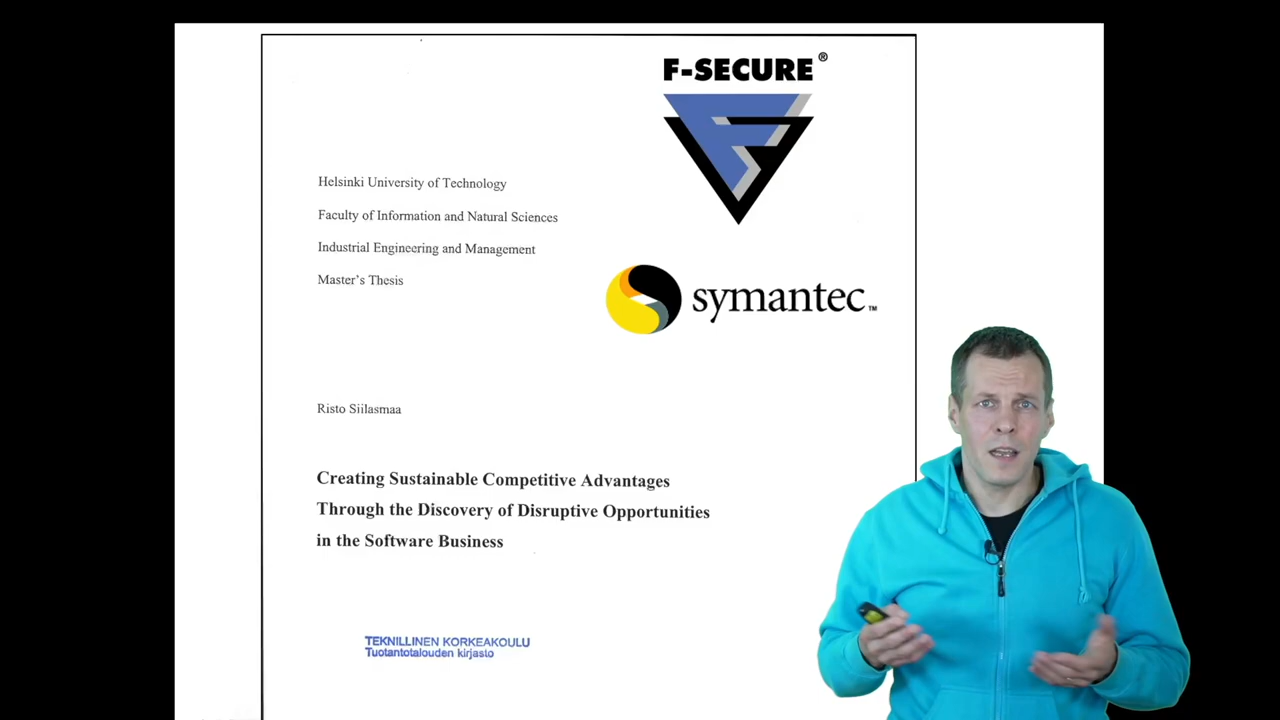 F-SECURE®
Helsinki University of Technology
Faculty of Information and Natural Sciences
Industrial Engineering and Management
Master's Thesis
symantec™
Risto Siilasmaa
Creating Sustainable Competitive Advantages
Through the Discovery of Disruptive Opportunities
in the Software Business
TEKNILLINEN KORKEAKOULU
Tuotantotalouden kirjasto